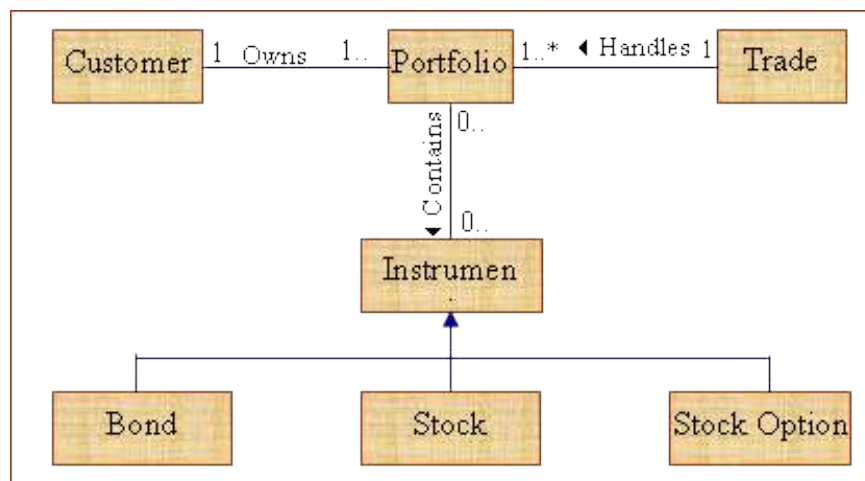 Customer
1 Owns 1..
Portfolio
1..* Handles 1
Trade
0..
Contains
0..
Instrumen
Bond
Stock
Stock Option